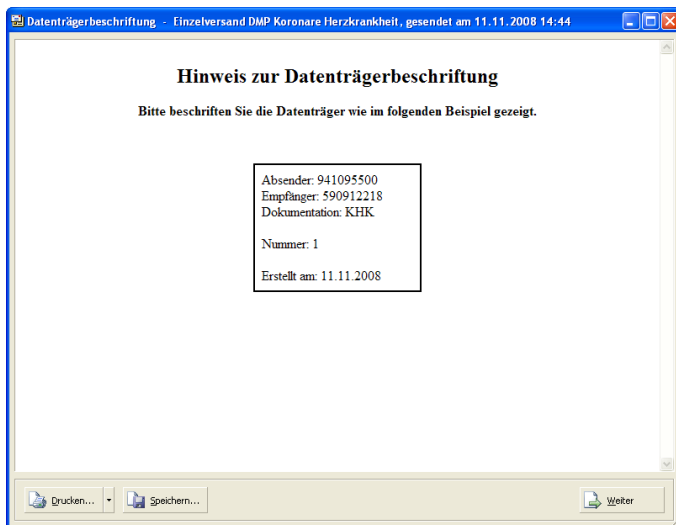 Datenträgerbeschriftung - Einzelversand DMP Koronare Herzkrankheit, gesendet am 11.11.2008 14:44
Hinweis zur Datenträgerbeschriftung
Bitte beschriften Sie die Datenträger wie im folgenden Beispiel gezeigt.
Absender: 941095500
Empfänger: 590912218
Dokumentation: KHK
Nummer: 1
Erstellt am: 11.11.2008
Drucken... Speichern... Weiter